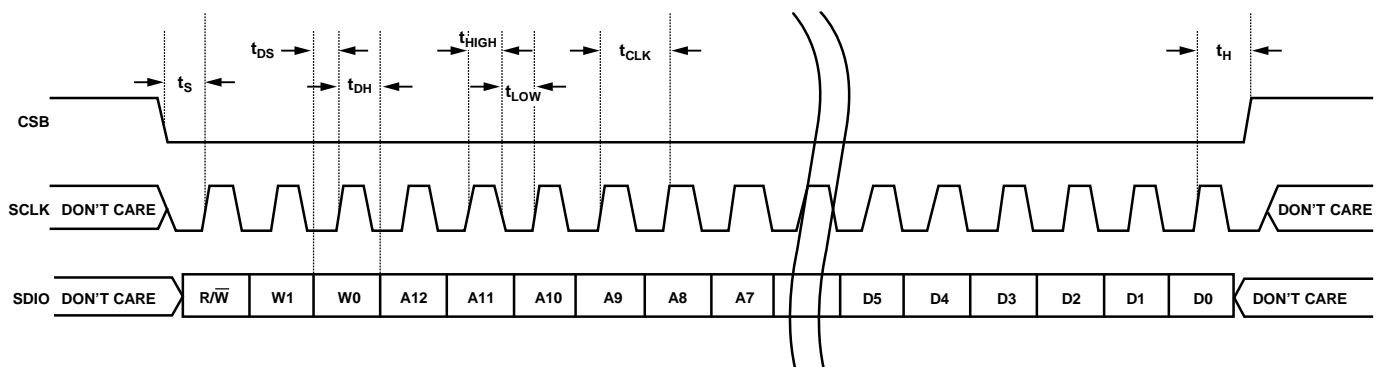 tDS tHIGH tCLK tH
tS tDH tLOW
CSB
SCLK DON'T CARE DON'T CARE
SDIO DON'T CARE R/W̅ W1 W0 A12 A11 A10 A9 A8 A7 D5 D4 D3 D2 D1 D0 DON'T CARE